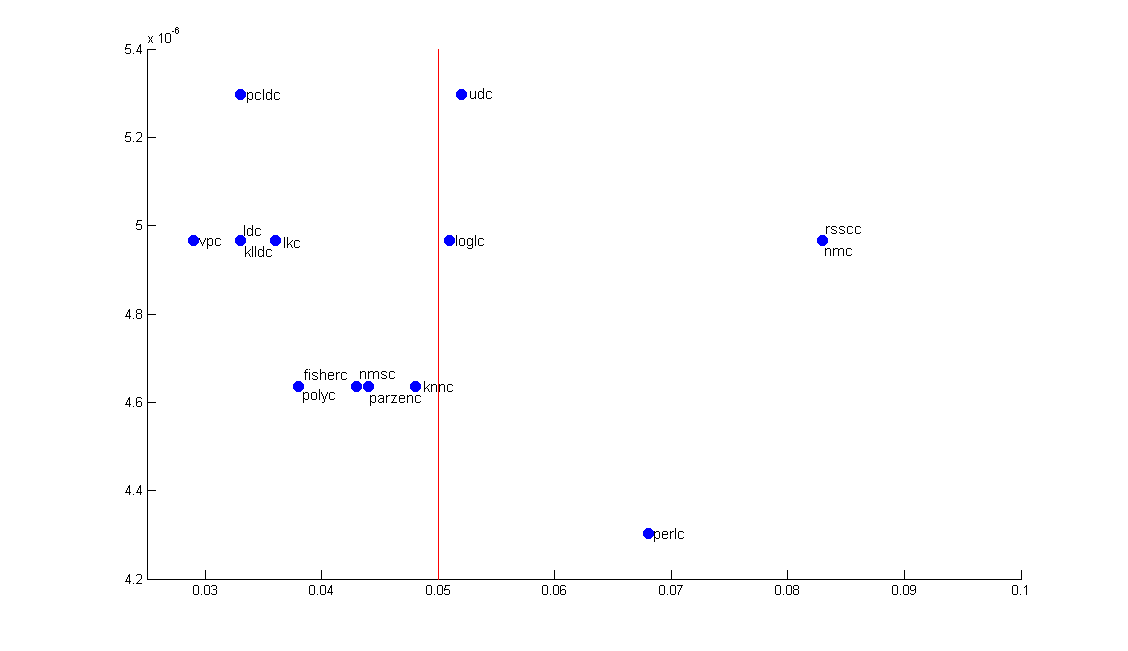 x 10-6
5.4
pcldc
udc
5.2
5
vpc
ldc
klldc
lkc
loglc
rsscc
nmc
4.8
fisherc
polyc
nmsc
parzenc
knnc
4.6
4.4
perlc
4.2
0.03 0.04 0.05 0.06 0.07 0.08 0.09 0.1